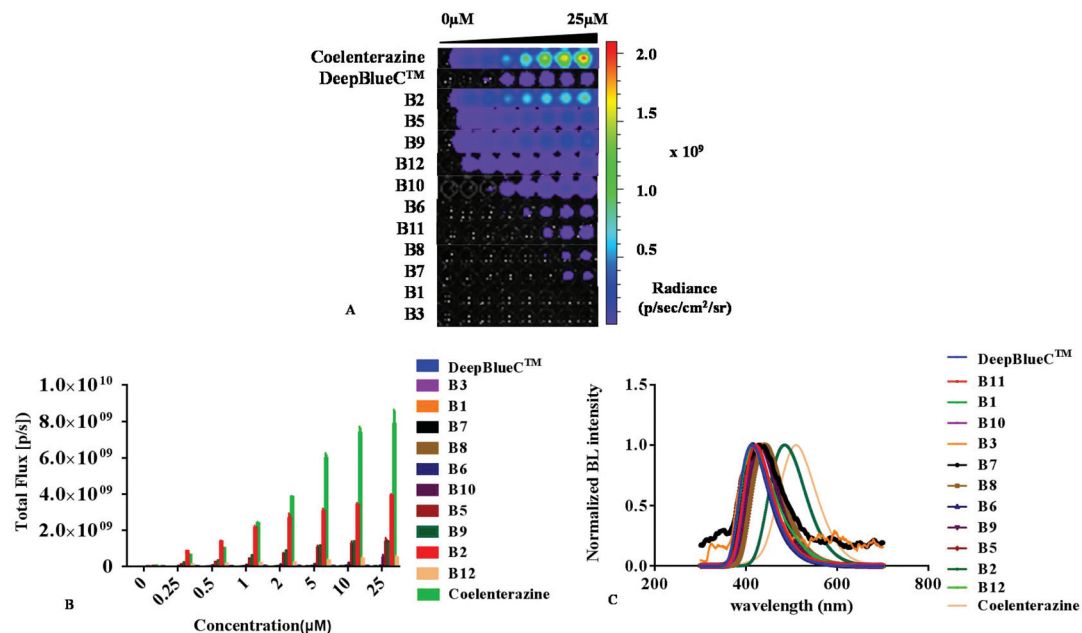 0μM 25μM
Coelenterazine
DeepBlueC™
B2
B5
B9
B12
B10
B6
B11
B8
B7
B1
B3
2.0
1.5
x 10⁹
1.0
0.5
Radiance
(p/sec/cm²/sr)
A
Total Flux [p/s])
1.0×10¹⁰
8.0×10⁰⁹
6.0×10⁰⁹
4.0×10⁰⁹
2.0×10⁰⁹
0
0 0.25 0.5 1 2 5 10 25
Concentration(μM)
B
DeepBlueC™
B3
B1
B7
B8
B6
B10
B5
B9
B2
B12
Coelenterazine
Normalized BL intensity
1.5
1.0
0.5
0.0
200 400 600 800
wavelength (nm)
C
DeepBlueC™
B11
B1
B10
B3
B7
B8
B6
B9
B5
B2
B12
Coelenterazine